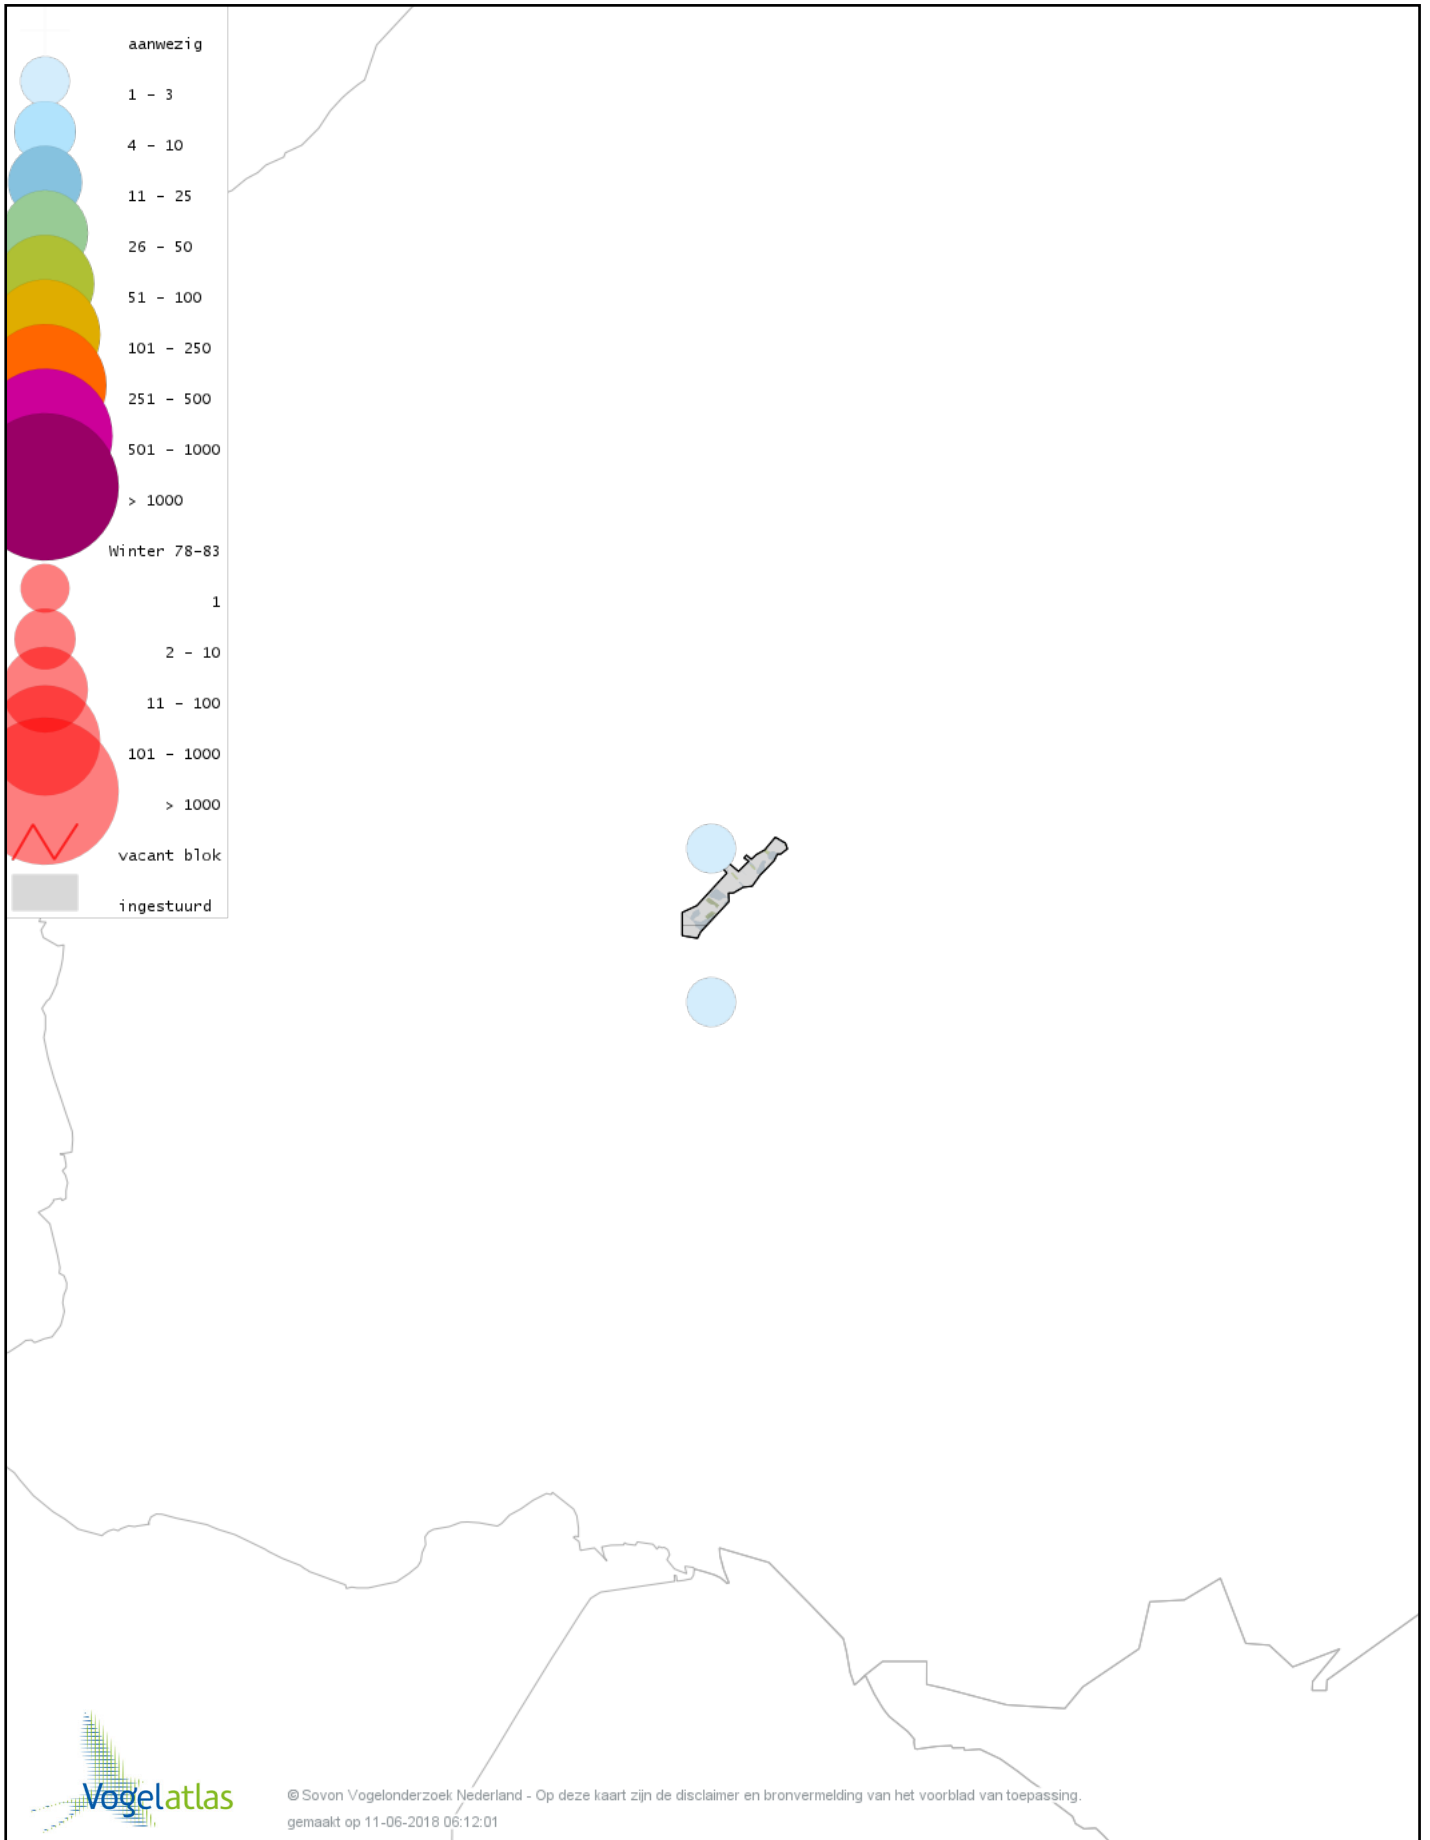 aanwezig
1 - 3
4 - 10
11 - 25
26 - 50
51 - 100
101 - 250
251 - 500
501 - 1000
> 1000
Winter 78-83
1
2 - 10
11 - 100
101 - 1000
> 1000
vacant blok
ingestuurd
Vogelatlas
© Sovon Vogelonderzoek Nederland - Op deze kaart zijn de disclaimer en bronvermelding van het voorblad van toepassing.
gemaakt op 11-06-2018 06:12:01